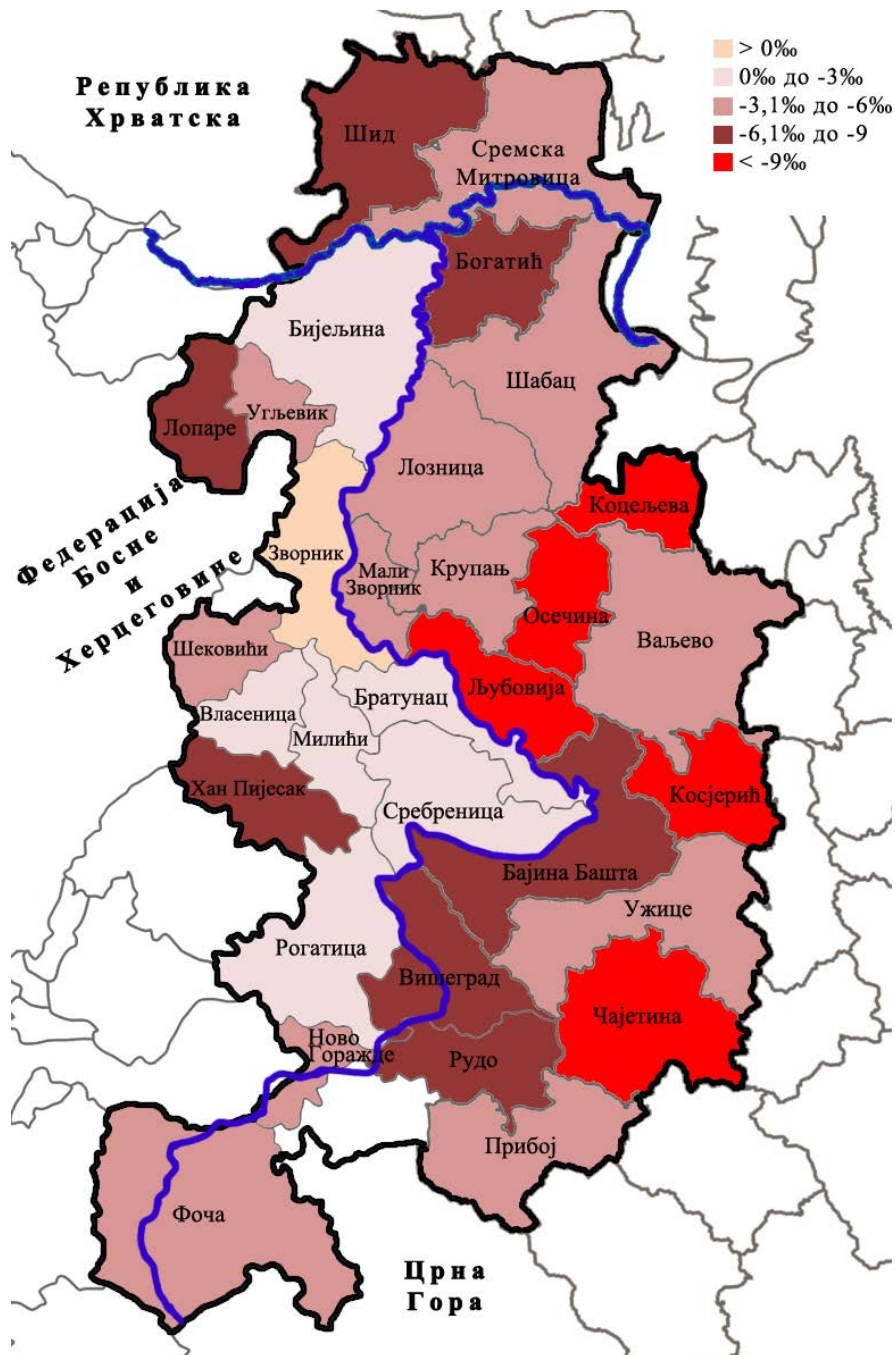 Република
Хрватска
> 0‰
0‰ до -3‰
-3,1‰ до -6‰
-6,1‰ до -9
< -9‰
Шид
Сремска
Митровица
Богатић
Бијељина
Шабац
Угљевик
Лопаре
Лозница
Коцељева
Федерација
Босне
и
Херцеговине
Зворник
Мали
Зворник
Крупањ
Осечина
Ваљево
Шековићи
Љубовија
Братунац
Власеница
Милићи
Хан Пијесак
Сребреница
Косјерић
Бајина Башта
Ужице
Рогатица
Вишеград
Чајетина
Ново
Горажде
Рудо
Прибој
Фоча
Црна
Гора